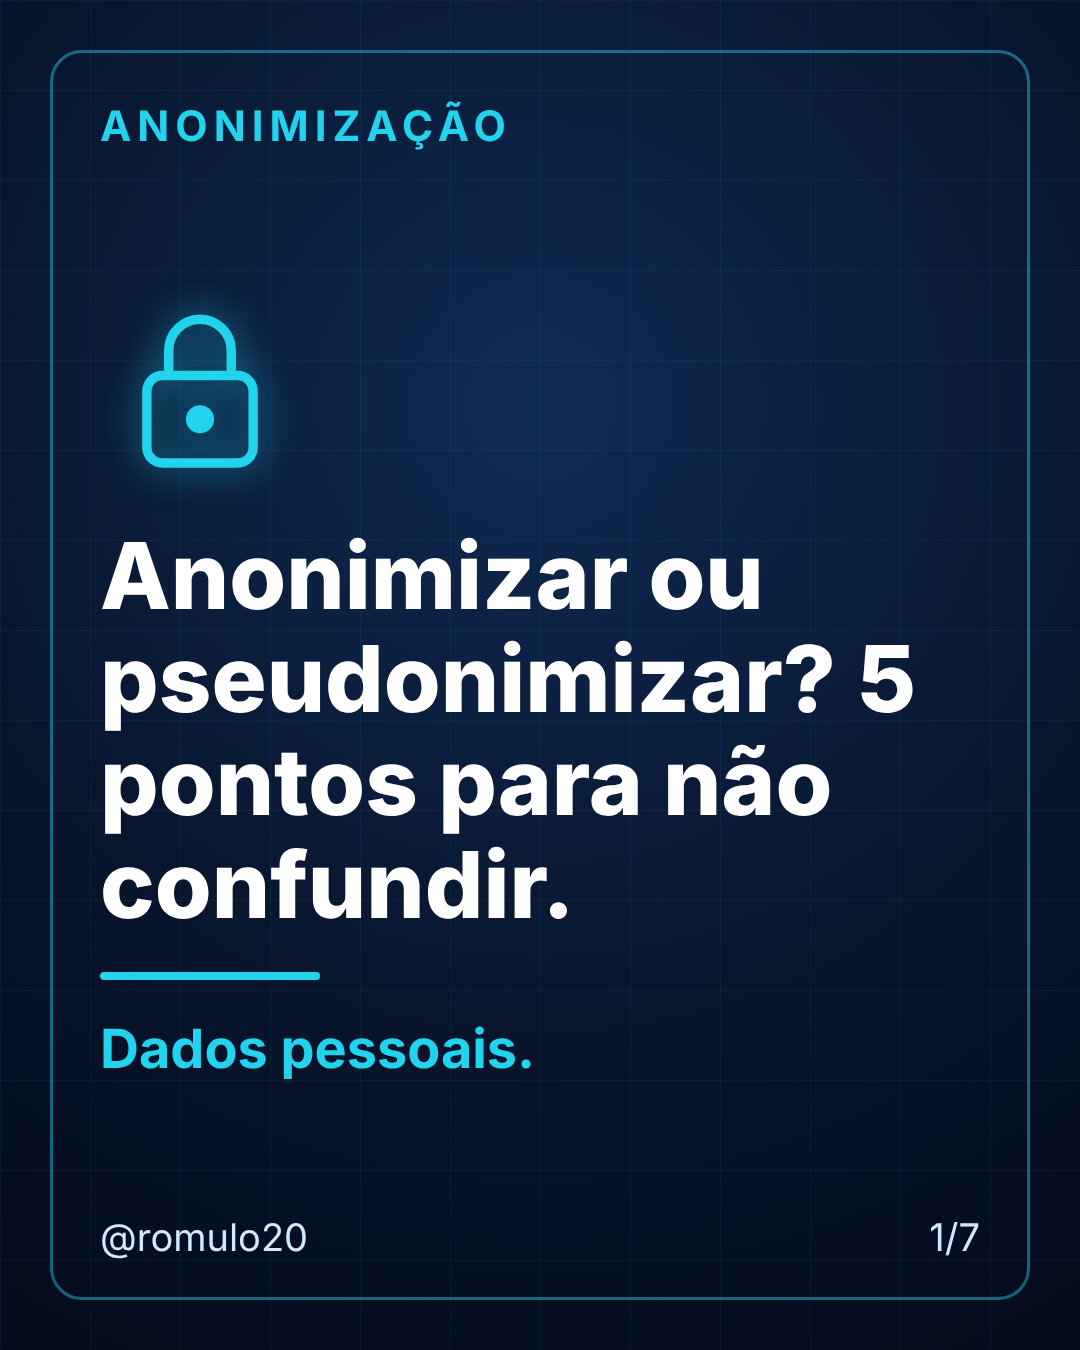 ANONIMIZAÇÃO
Anonimizar ou
pseudonimizar? 5
pontos para não
confundir.
Dados pessoais.
@romulo20
1/7